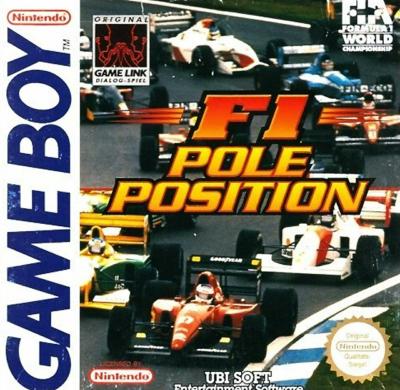 Nintendo
GAME BOY
TM
ORIGINAL
GAME LINK
DIALOG-SPIEL
FIA
FORMULA 1
WORLD
CHAMPIONSHIP
F1
POLE
POSITION
GOODYEAR
LICENSED BY
Nintendo
UBI SOFT
Entertainment Software
Original
Nintendo
Qualitäts-
Siegel